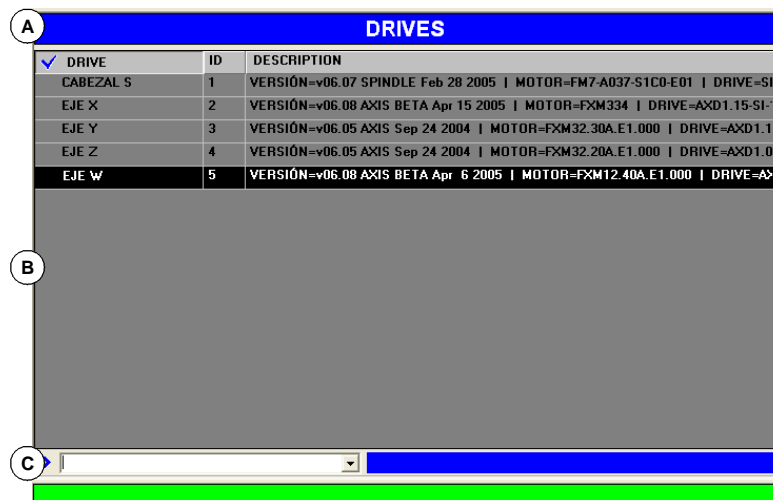 A
DRIVES
DRIVE ID DESCRIPTION
CABEZAL S 1 VERSIÓN=v06.07 SPINDLE Feb 28 2005 | MOTOR=FM7-A037-S1C0-E01 | DRIVE=SI
EJE X 2 VERSIÓN=v06.08 AXIS BETA Apr 15 2005 | MOTOR=FXM334 | DRIVE=AXD1.15-SI-
EJE Y 3 VERSIÓN=v06.05 AXIS Sep 24 2004 | MOTOR=FXM32.30A.E1.000 | DRIVE=AXD1.1
EJE Z 4 VERSIÓN=v06.05 AXIS Sep 24 2004 | MOTOR=FXM32.20A.E1.000 | DRIVE=AXD1.0
EJE W 5 VERSIÓN=v06.08 AXIS BETA Apr 6 2005 | MOTOR=FXM12.40A.E1.000 | DRIVE=AX
B
C